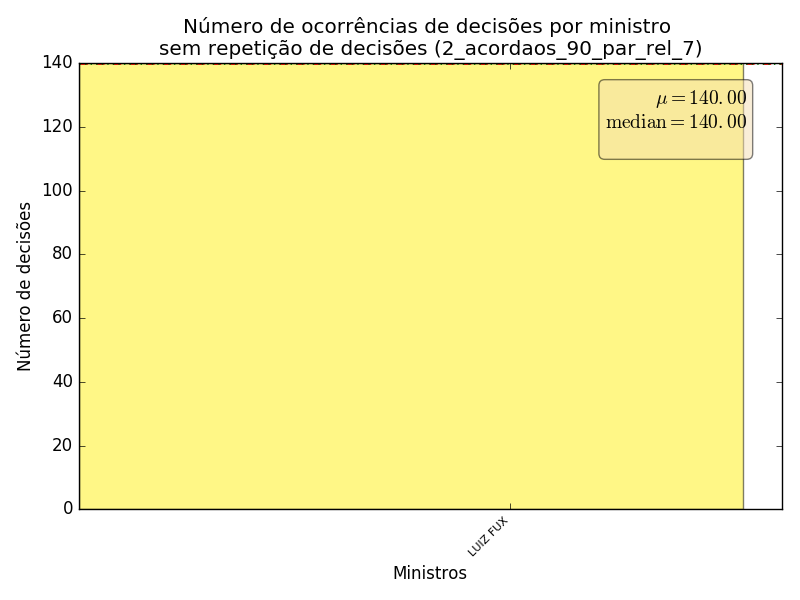 Número de ocorrências de decisões por ministro
sem repetição de decisões (2_acordaos_90_par_rel_7)
140
120
100
80
60
40
20
0
μ = 140.00
median = 140.00
Número de decisões
LUIZ FUX
Ministros